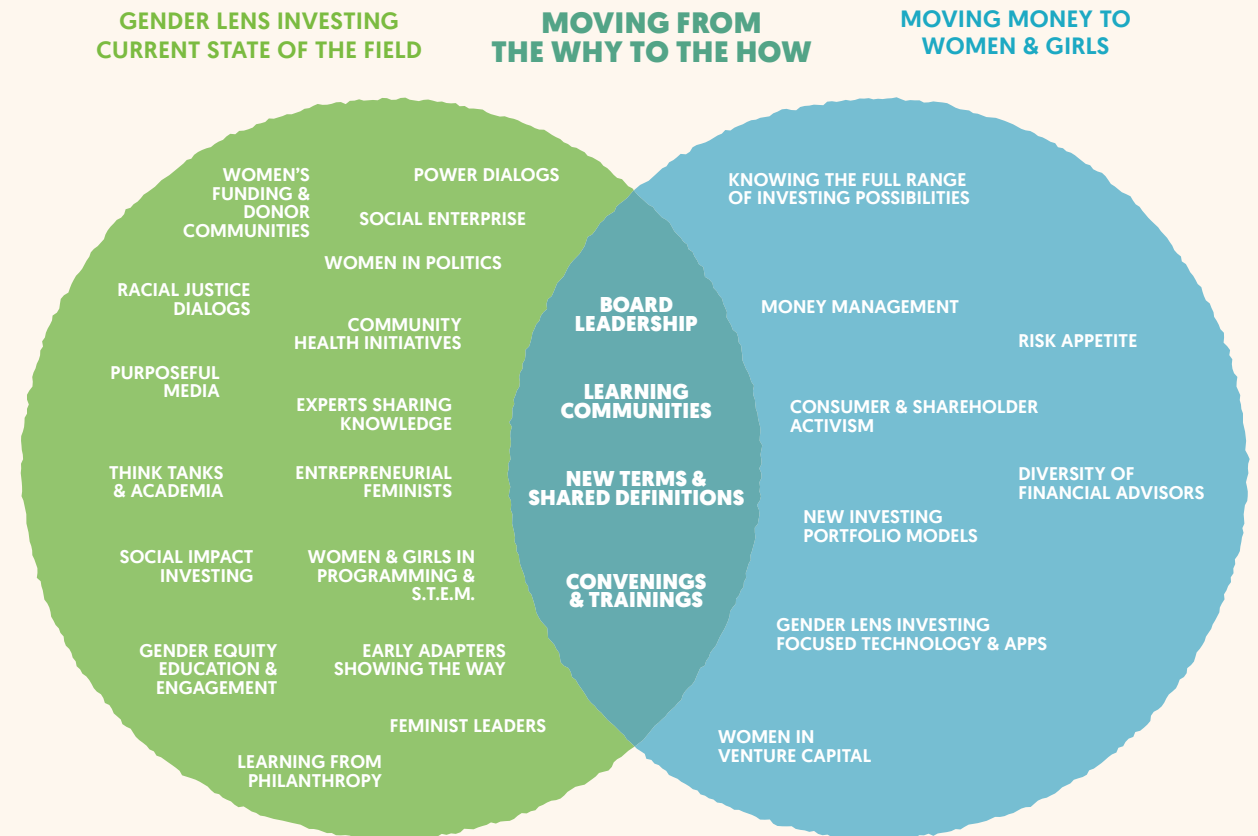 GENDER LENS INVESTING
CURRENT STATE OF THE FIELD
MOVING FROM
THE WHY TO THE HOW
MOVING MONEY TO
WOMEN & GIRLS
WOMEN'S
FUNDING &
DONOR
COMMUNITIES
POWER DIALOGS
SOCIAL ENTERPRISE
WOMEN IN POLITICS
RACIAL JUSTICE
DIALOGS
COMMUNITY
HEALTH INITIATIVES
PURPOSEFUL
MEDIA
EXPERTS SHARING
KNOWLEDGE
THINK TANKS
& ACADEMIA
ENTREPRENEURIAL
FEMINISTS
SOCIAL IMPACT
INVESTING
WOMEN & GIRLS IN
PROGRAMMING &
S.T.E.M.
GENDER EQUITY
EDUCATION &
ENGAGEMENT
EARLY ADAPTERS
SHOWING THE WAY
FEMINIST LEADERS
LEARNING FROM
PHILANTHROPY
BOARD
LEADERSHIP
LEARNING
COMMUNITIES
NEW TERMS &
SHARED DEFINITIONS
CONVENINGS
& TRAININGS
KNOWING THE FULL RANGE
OF INVESTING POSSIBILITIES
MONEY MANAGEMENT
RISK APPETITE
CONSUMER & SHAREHOLDER
ACTIVISM
DIVERSITY OF
FINANCIAL ADVISORS
NEW INVESTING
PORTFOLIO MODELS
GENDER LENS INVESTING
FOCUSED TECHNOLOGY & APPS
WOMEN IN
VENTURE CAPITAL